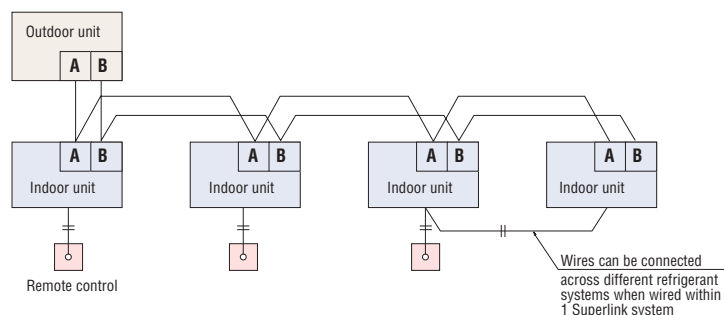 Outdoor unit
A B
A B
Indoor unit
A B
Indoor unit
A B
Indoor unit
A B
Indoor unit
Remote control
Wires can be connected
across different refrigerant
systems when wired within
1 Superlink system